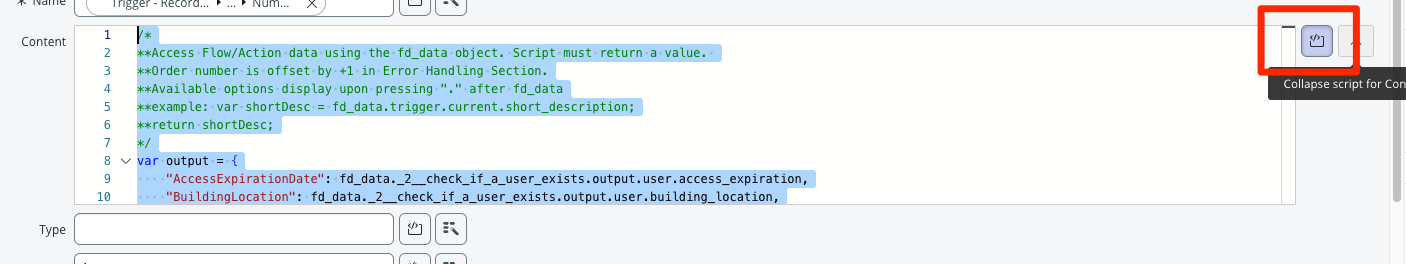 * Name
Trigger - Record... ▸ ... ▸ Num... ×
Content
1 /*
2 **Access Flow/Action data using the fd_data object. Script must return a value.
3 **Order number is offset by +1 in Error Handling Section.
4 **Available options display upon pressing "." after fd_data
5 **example: var shortDesc = fd_data.trigger.current.short_description;
6 **return shortDesc;
7 */
8 var output = {
9 "AccessExpirationDate": fd_data._2__check_if_a_user_exists.output.user.access_expiration,
10 "BuildingLocation": fd_data._2__check_if_a_user_exists.output.user.building_location,
Collapse script for Con
Type